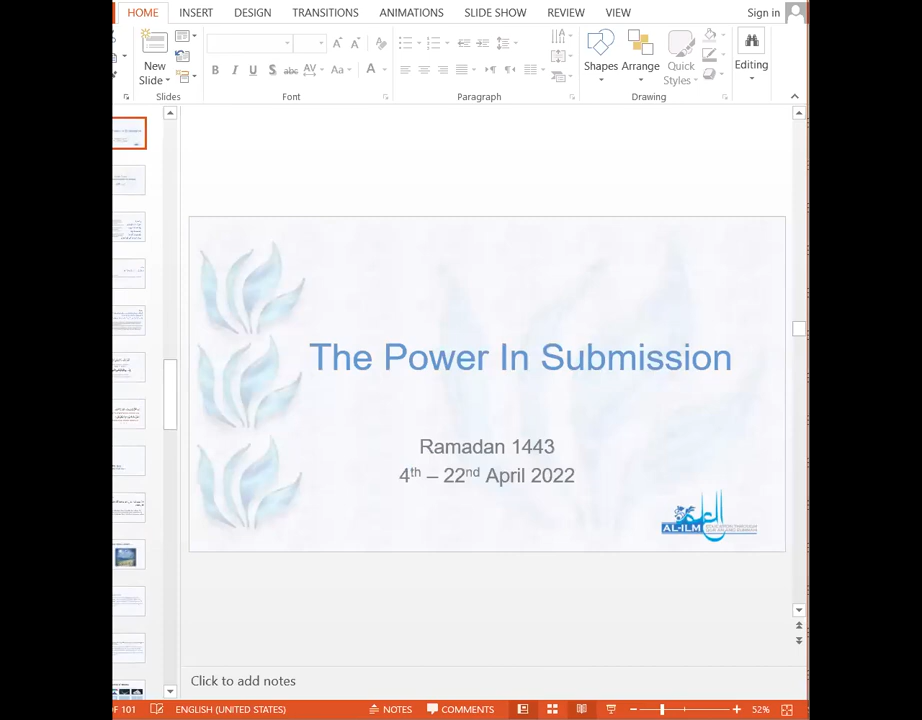 HOME INSERT DESIGN TRANSITIONS ANIMATIONS SLIDE SHOW REVIEW VIEW Sign in
New Slide
Shapes Arrange Quick Styles
Editing
Slides Font Paragraph Drawing
The Power In Submission
Ramadan 1443
4th – 22nd April 2022
العلم
AL-ILM
Click to add notes
OF 101 ENGLISH (UNITED STATES) NOTES COMMENTS 52%